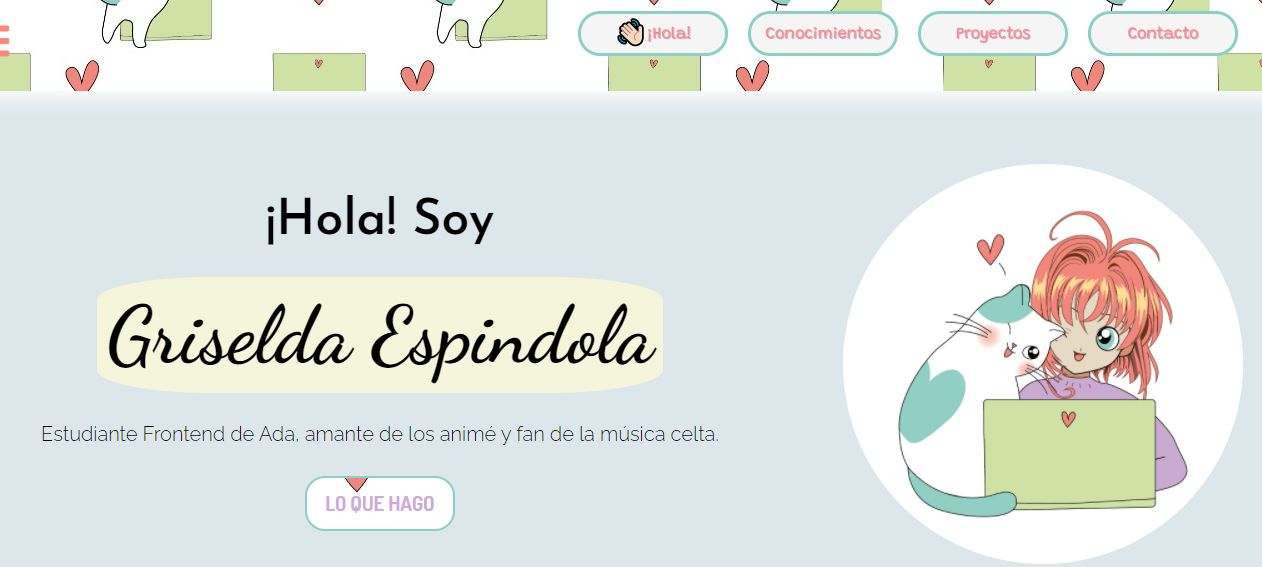 👋🏻¡Hola!
Conocimientos
Proyectos
Contacto
¡Hola! Soy
Griselda Espindola
Estudiante Frontend de Ada, amante de los animé y fan de la música celta.
LO QUE HAGO